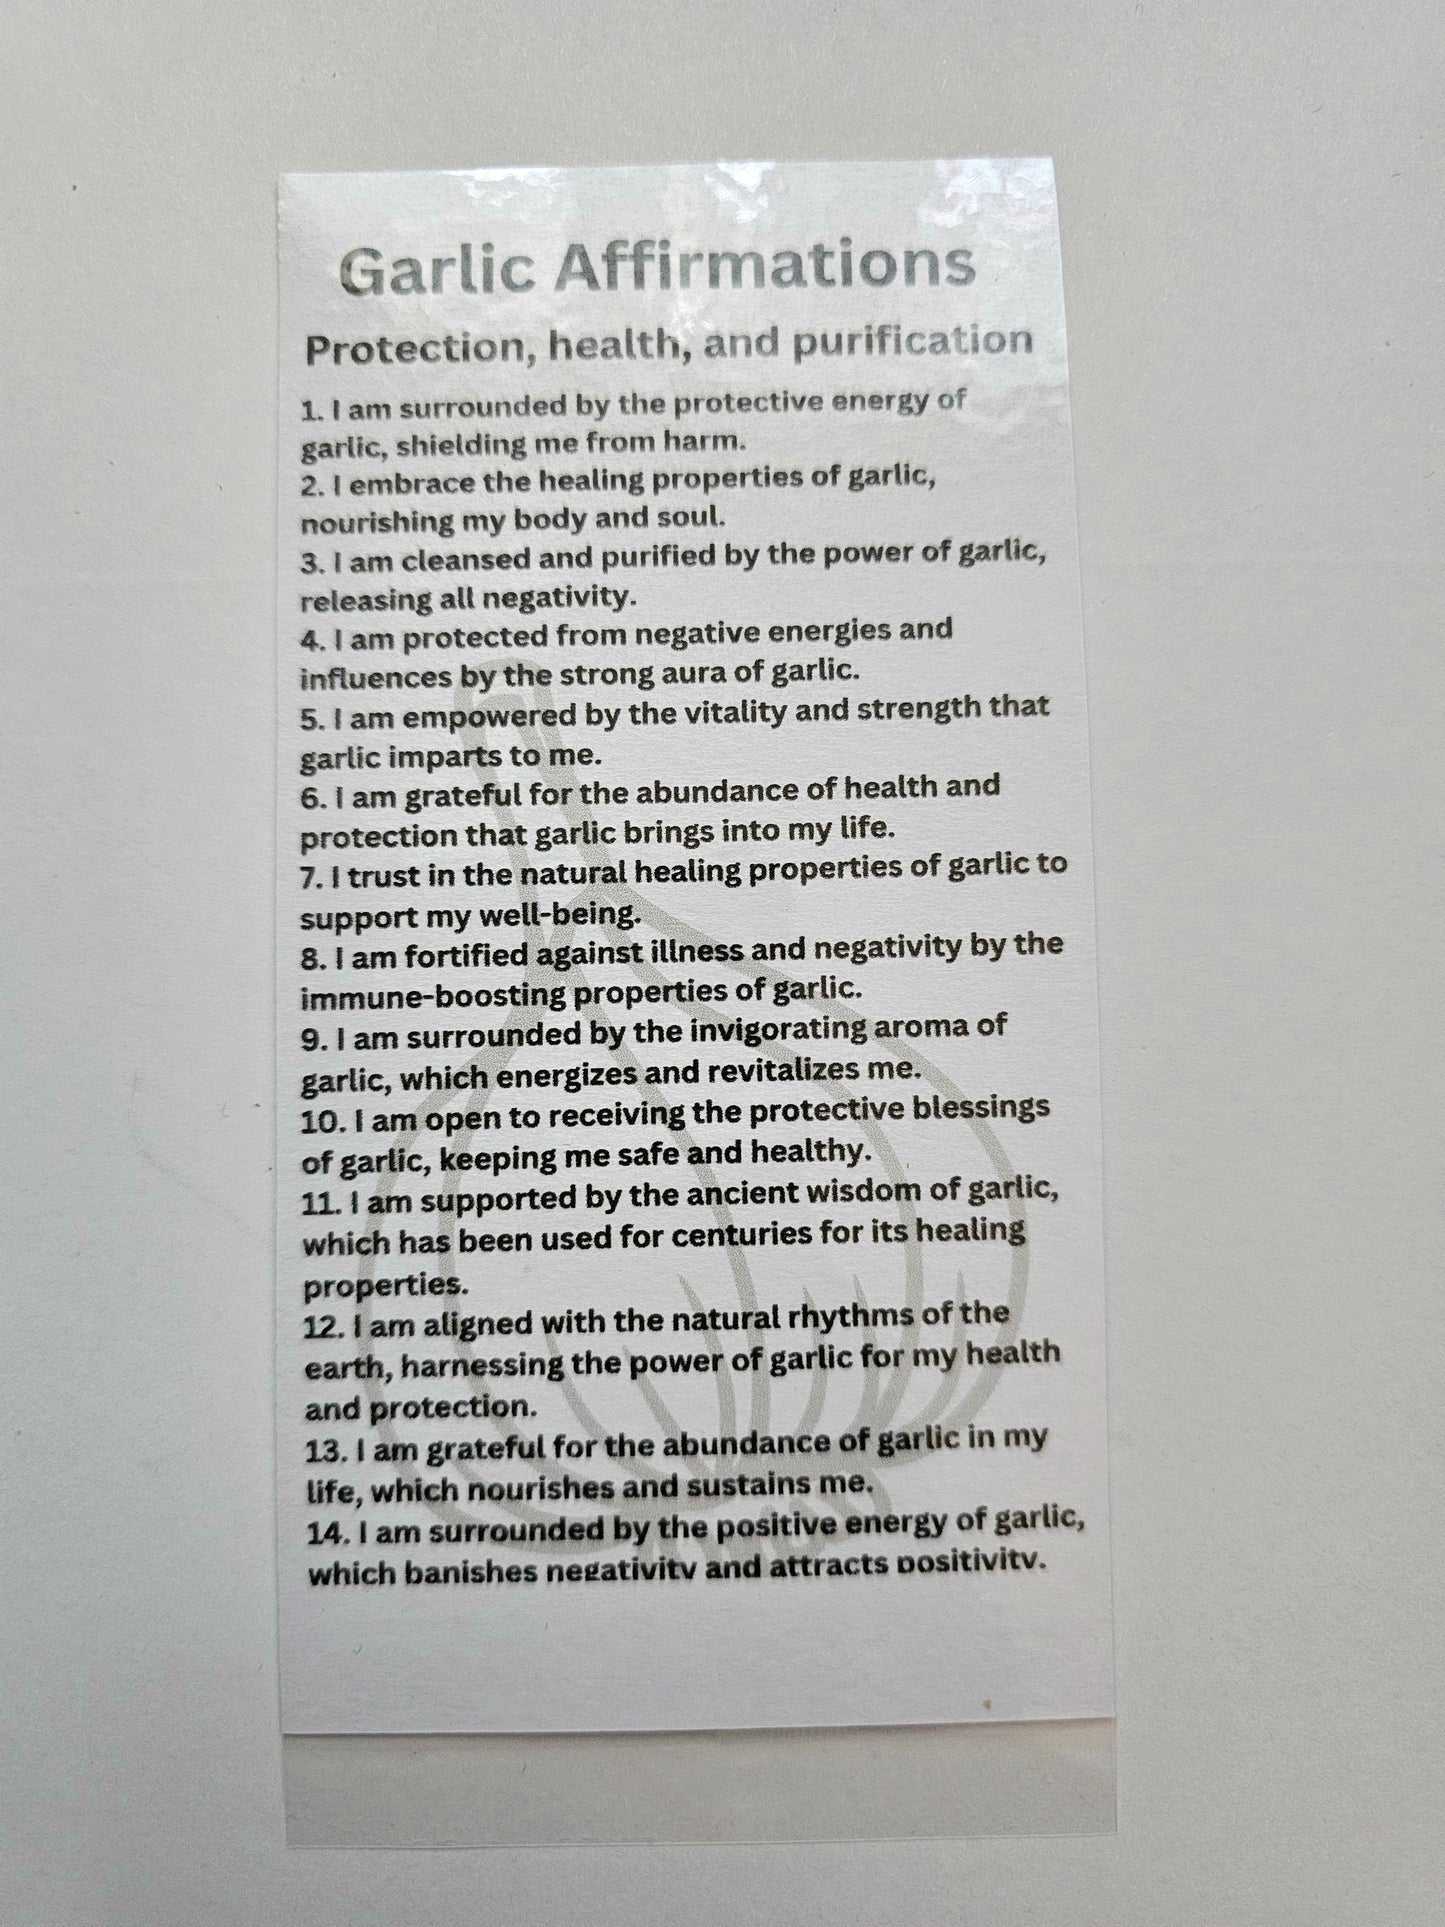 Garlic Affirmations
Protection, health, and purification
1. I am surrounded by the protective energy of
garlic, shielding me from harm.
2. I embrace the healing properties of garlic,
nourishing my body and soul.
3. I am cleansed and purified by the power of garlic,
releasing all negativity.
4. I am protected from negative energies and
influences by the strong aura of garlic.
5. I am empowered by the vitality and strength that
garlic imparts to me.
6. I am grateful for the abundance of health and
protection that garlic brings into my life.
7. I trust in the natural healing properties of garlic to
support my well-being.
8. I am fortified against illness and negativity by the
immune-boosting properties of garlic.
9. I am surrounded by the invigorating aroma of
garlic, which energizes and revitalizes me.
10. I am open to receiving the protective blessings
of garlic, keeping me safe and healthy.
11. I am supported by the ancient wisdom of garlic,
which has been used for centuries for its healing
properties.
12. I am aligned with the natural rhythms of the
earth, harnessing the power of garlic for my health
and protection.
13. I am grateful for the abundance of garlic in my
life, which nourishes and sustains me.
14. I am surrounded by the positive energy of garlic,
which banishes negativity and attracts positivity.